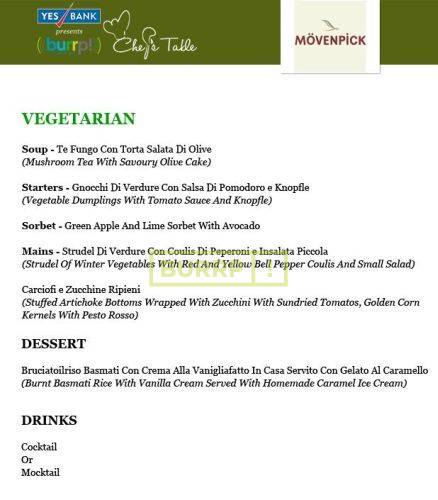 YES BANK
presents
burrp!
Chef's Table
MÖVENPICK
VEGETARIAN
Soup - Te Fungo Con Torta Salata Di Olive
(Mushroom Tea With Savoury Olive Cake)
Starters - Gnocchi Di Verdure Con Salsa Di Pomodoro e Knopfle
(Vegetable Dumplings With Tomato Sauce And Knopfle)
Sorbet - Green Apple And Lime Sorbet With Avocado
Mains - Strudel Di Verdure Con Coulis Di Peperoni e Insalata Piccola
(Strudel Of Winter Vegetables With Red And Yellow Bell Pepper Coulis And Small Salad)
BURRP!
Carciofi e Zucchine Ripieni
(Stuffed Artichoke Bottoms Wrapped With Zucchini With Sundried Tomatos, Golden Corn
Kernels With Pesto Rosso)
DESSERT
Bruciatoilriso Basmati Con Crema Alla Vanigliafatto In Casa Servito Con Gelato Al Caramello
(Burnt Basmati Rice With Vanilla Cream Served With Homemade Caramel Ice Cream)
DRINKS
Cocktail
Or
Mocktail